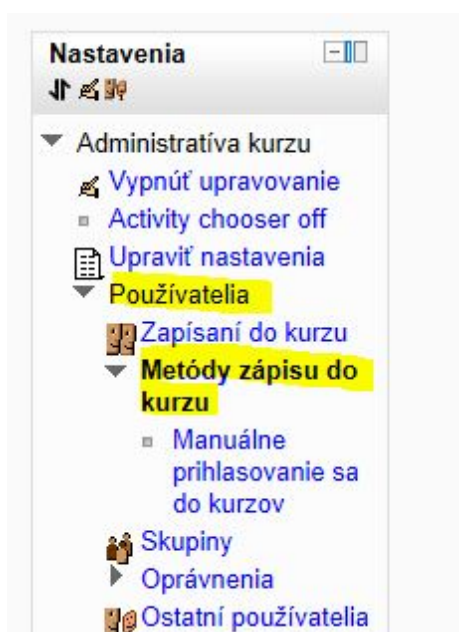 Nastavenia
Administratíva kurzu
Vypnúť upravovanie
Activity chooser off
Upraviť nastavenia
Používatelia
Zapísaní do kurzu
Metódy zápisu do
kurzu
Manuálne
prihlasovanie sa
do kurzov
Skupiny
Oprávnenia
Ostatní používatelia